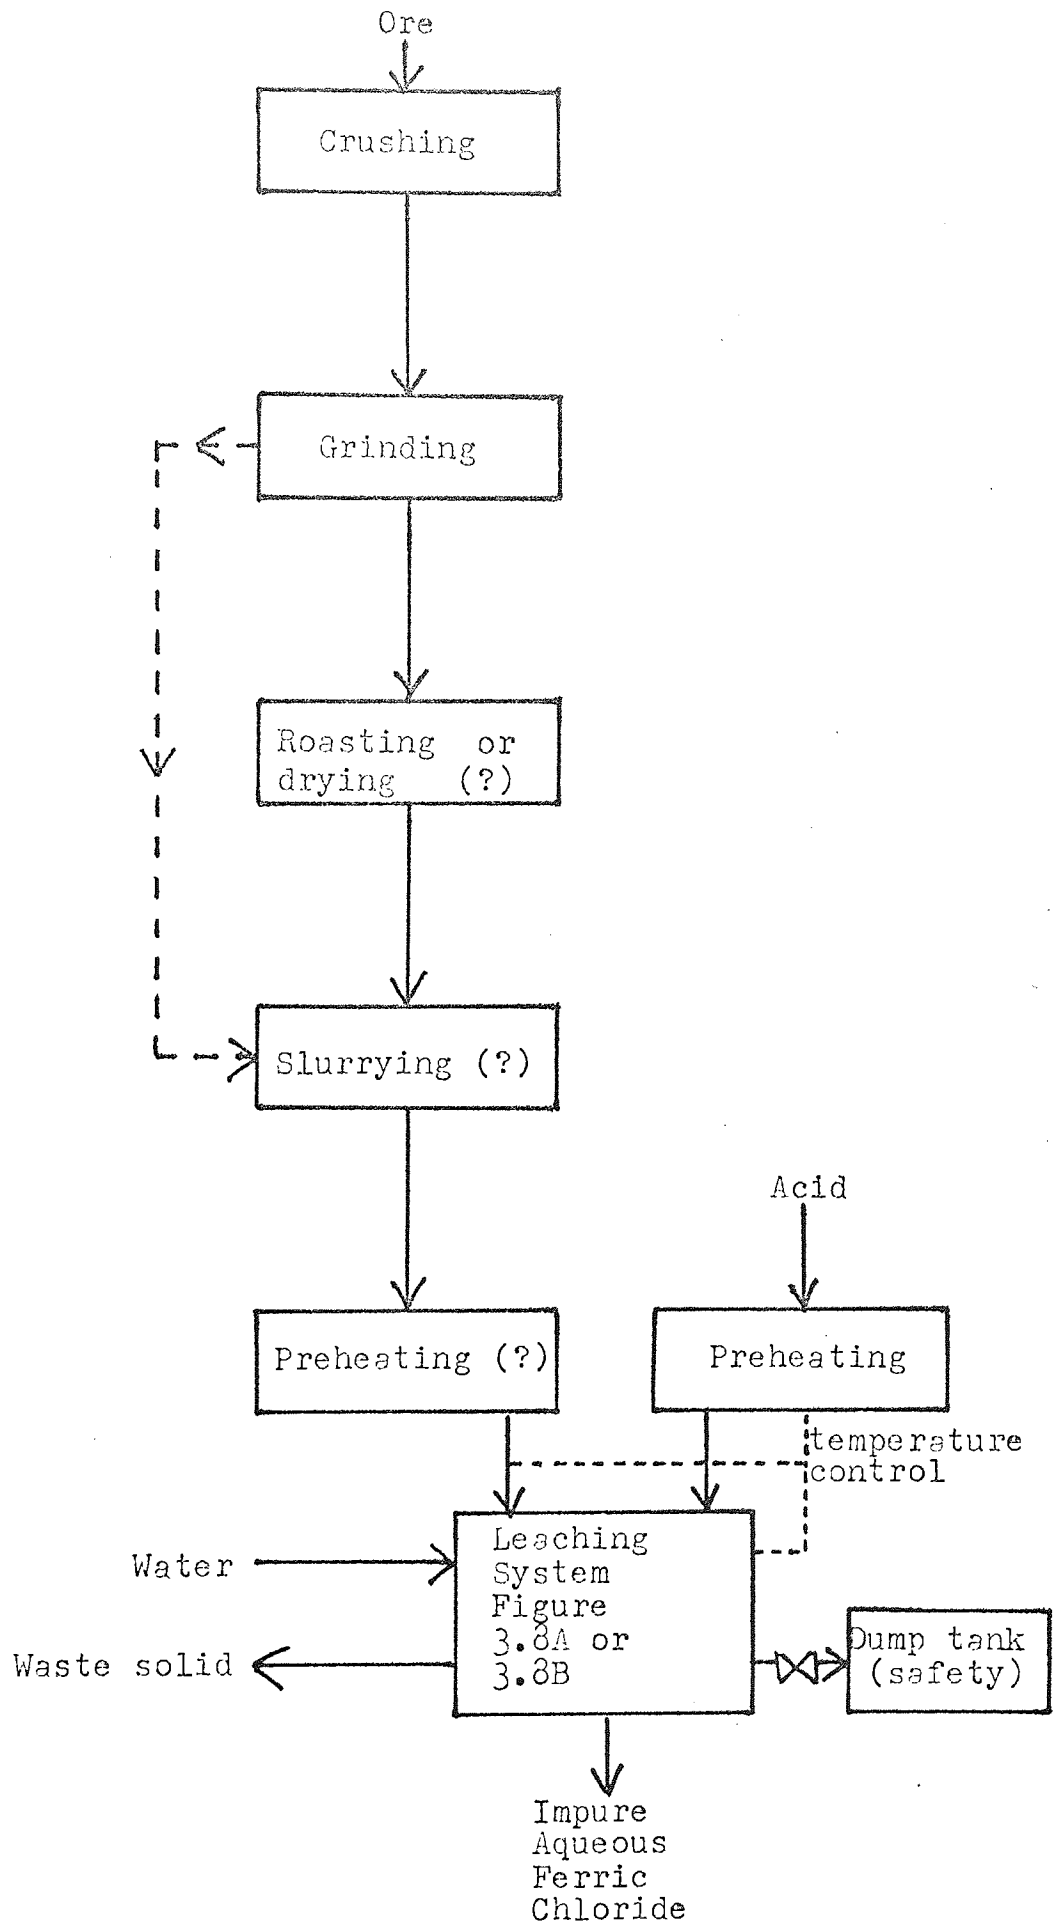 Ore
Crushing
Grinding
Roasting or
drying (?)
Slurrying (?)
Acid
Preheating (?)
Preheating
temperature
control
Water
Leaching
System
Figure
3.8A or
3.8B
Waste solid
Dump tank
(safety)
Impure
Aqueous
Ferric
Chloride